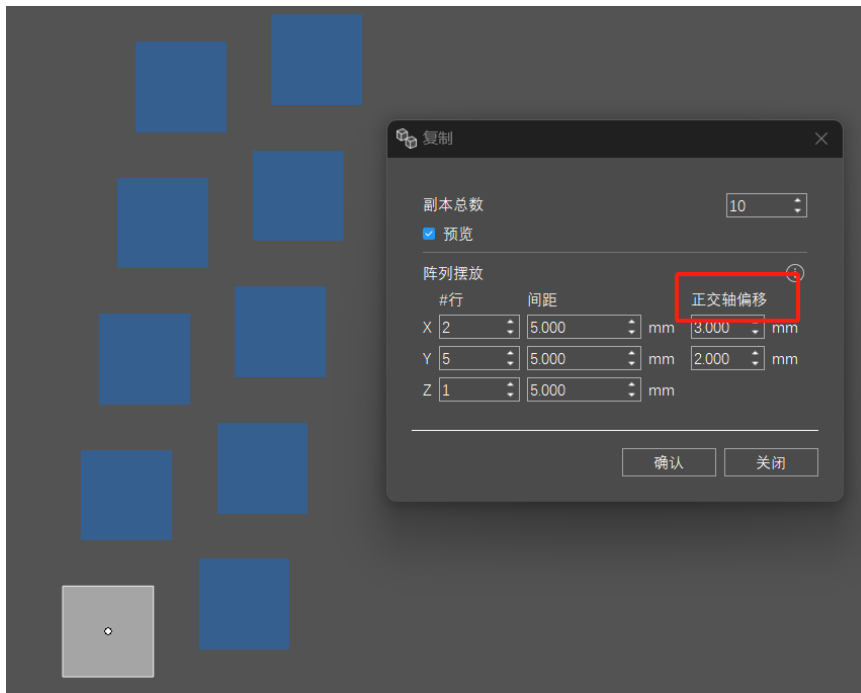 复制
副本总数 10
预览
阵列摆放
#行 间距 正交轴偏移
X 2 5.000 mm 3.000 mm
Y 5 5.000 mm 2.000 mm
Z 1 5.000 mm
确认 关闭